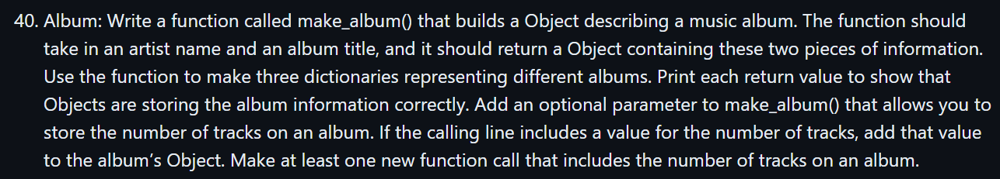 40. Album: Write a function called make_album() that builds a Object describing a music album. The function should
take in an artist name and an album title, and it should return a Object containing these two pieces of information.
Use the function to make three dictionaries representing different albums. Print each return value to show that
Objects are storing the album information correctly. Add an optional parameter to make_album() that allows you to
store the number of tracks on an album. If the calling line includes a value for the number of tracks, add that value
to the album’s Object. Make at least one new function call that includes the number of tracks on an album.